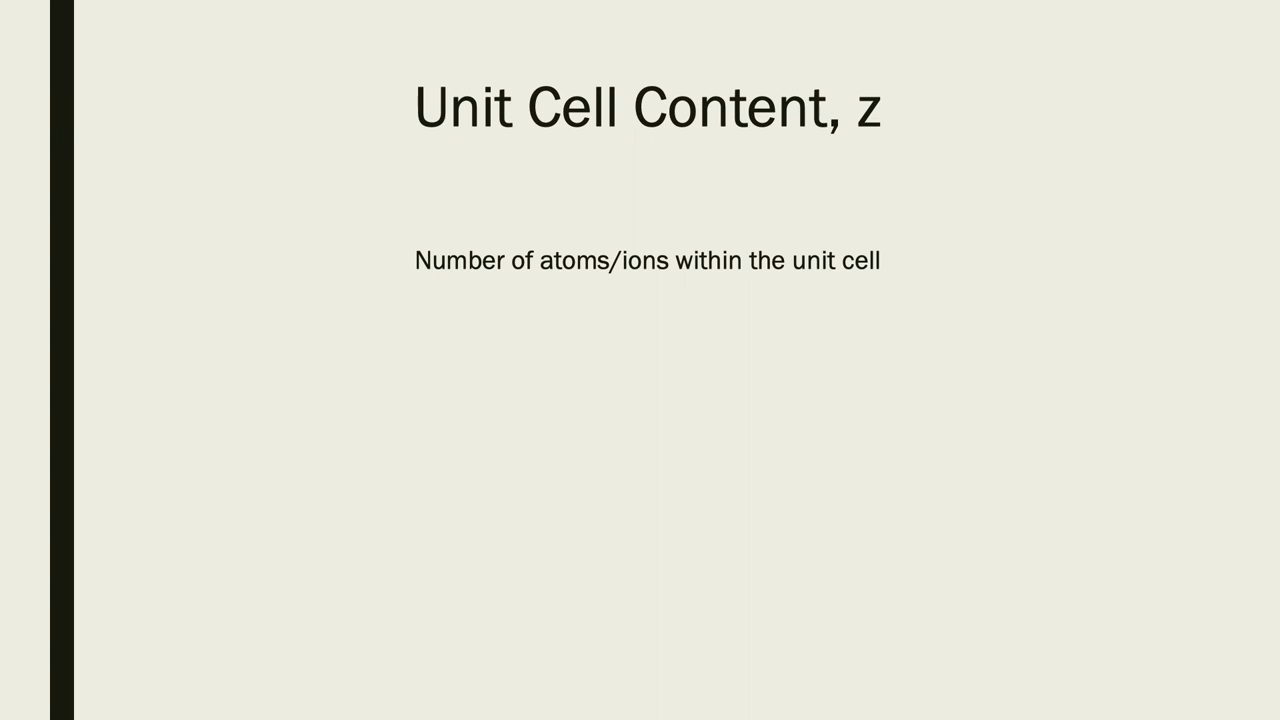 Unit Cell Content, z
Number of atoms/ions within the unit cell